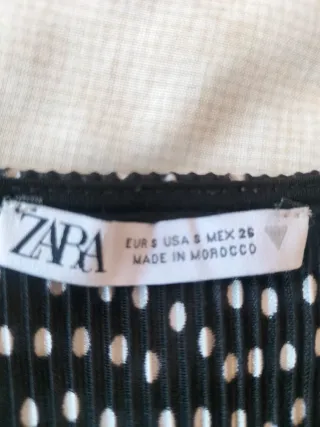 ZARA
EUR S USA S MEX 26
MADE IN MOROCCO